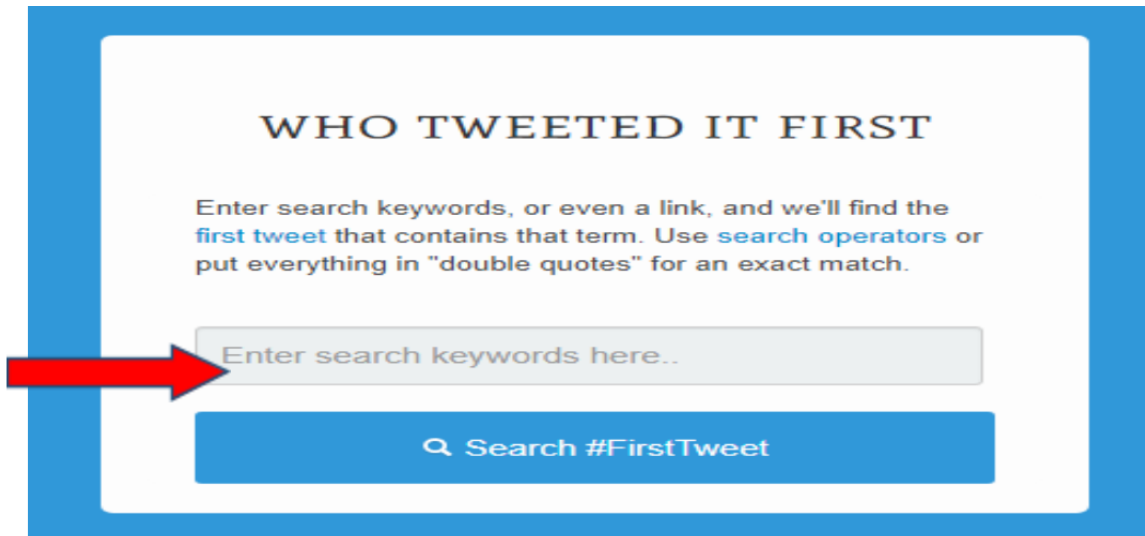 WHO TWEETED IT FIRST
Enter search keywords, or even a link, and we'll find the
first tweet that contains that term. Use search operators or
put everything in "double quotes" for an exact match.
Enter search keywords here..
Search #FirstTweet